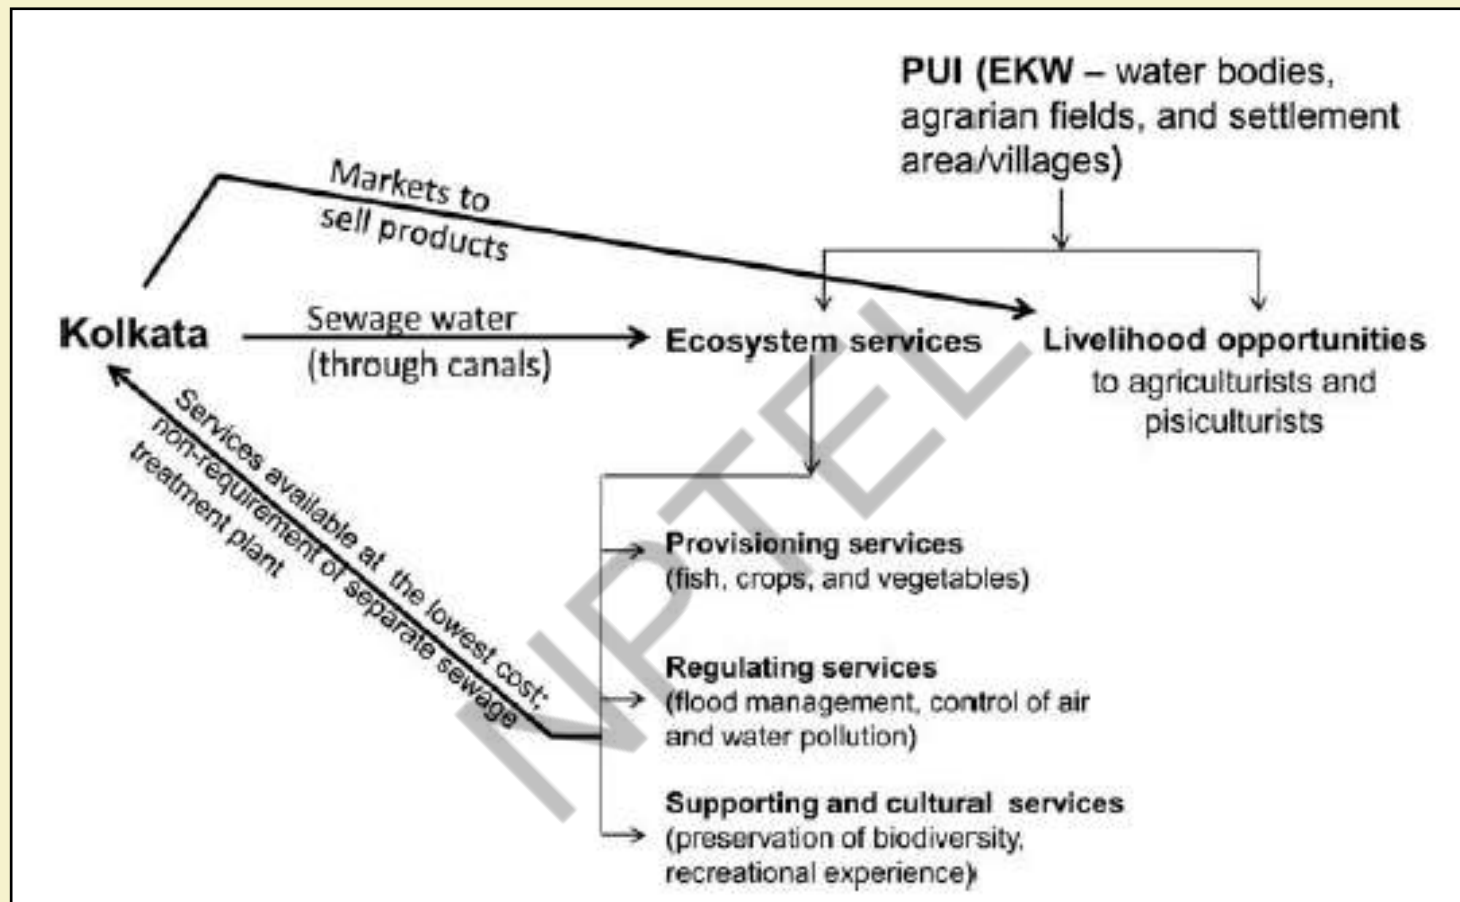 PUI (EKW – water bodies,
agrarian fields, and settlement
area/villages)
Markets to
sell products
Kolkata
Sewage water
(through canals)
Ecosystem services
Livelihood opportunities
to agriculturists and
pisiculturists
Services available at the lowest cost;
non-requirement of separate sewage
treatment plant
Provisioning services
(fish, crops, and vegetables)
Regulating services
(flood management, control of air
and water pollution)
Supporting and cultural services
(preservation of biodiversity,
recreational experience)
NPTEL